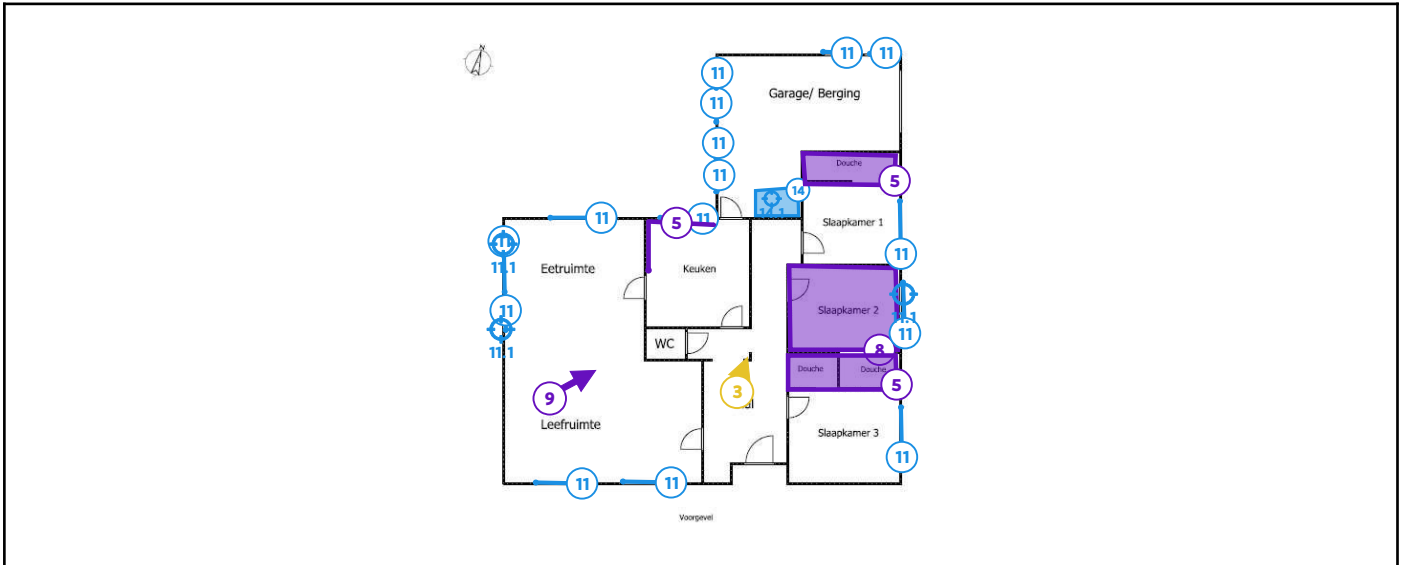 N
11 11
11
Garage/ Berging
11
11
Douche
11
5
14
11 5 11
Slaapkamer 1
11
11.1
Eetruimte
Keuken
11
Slaapkamer 2
11.1
11
11
8
WC
Douche Douche
5
9
3
Leefruimte
Slaapkamer 3
11
11 11
Voorgevel